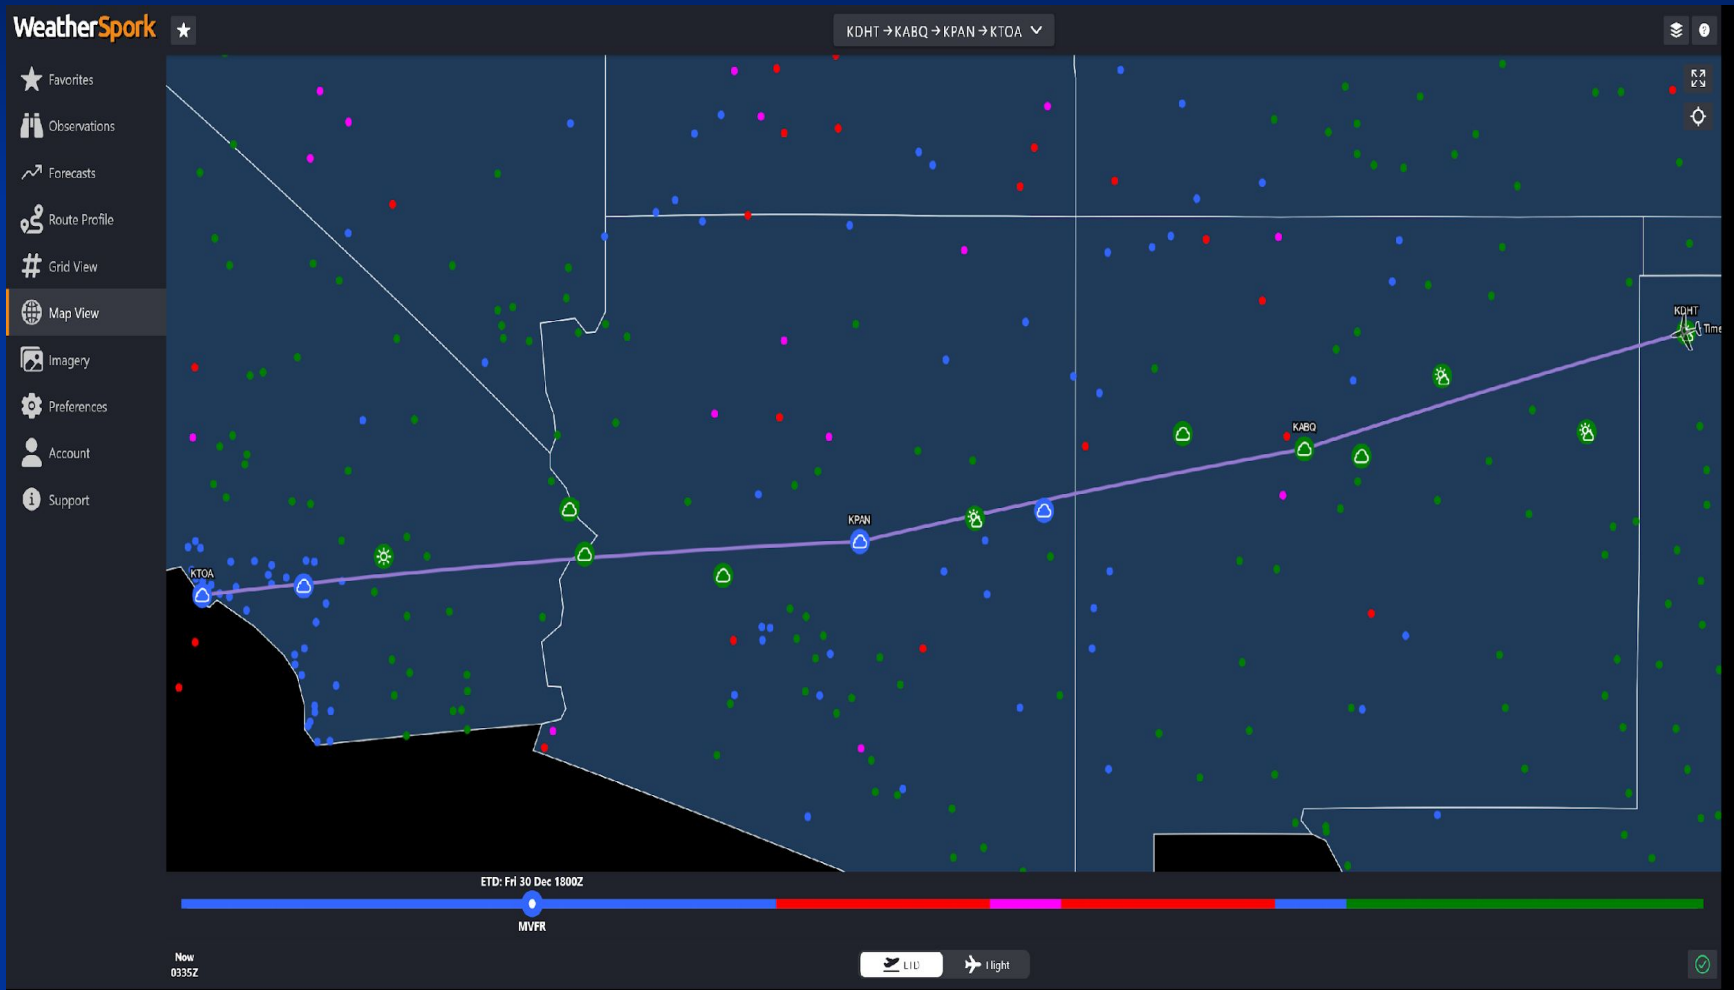 WeatherSpork
KDHT → KABQ → KPAN → KTOA
Favorites
Observations
Forecasts
Route Profile
Grid View
Map View
Imagery
Preferences
Account
Support
KDHT
Time
KABQ
KPAN
KTOA
ETD: Fri 30 Dec 1800Z
MVFR
Now
0335Z
Flight